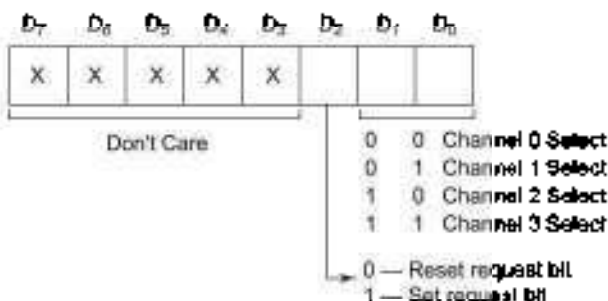 D7 D6 D5 D4 D3 D2 D1 D0
X X X X X
Don't Care
0 0 Channel 0 Select
0 1 Channel 1 Select
1 0 Channel 2 Select
1 1 Channel 3 Select
0 — Reset request bit
1 — Set request bit